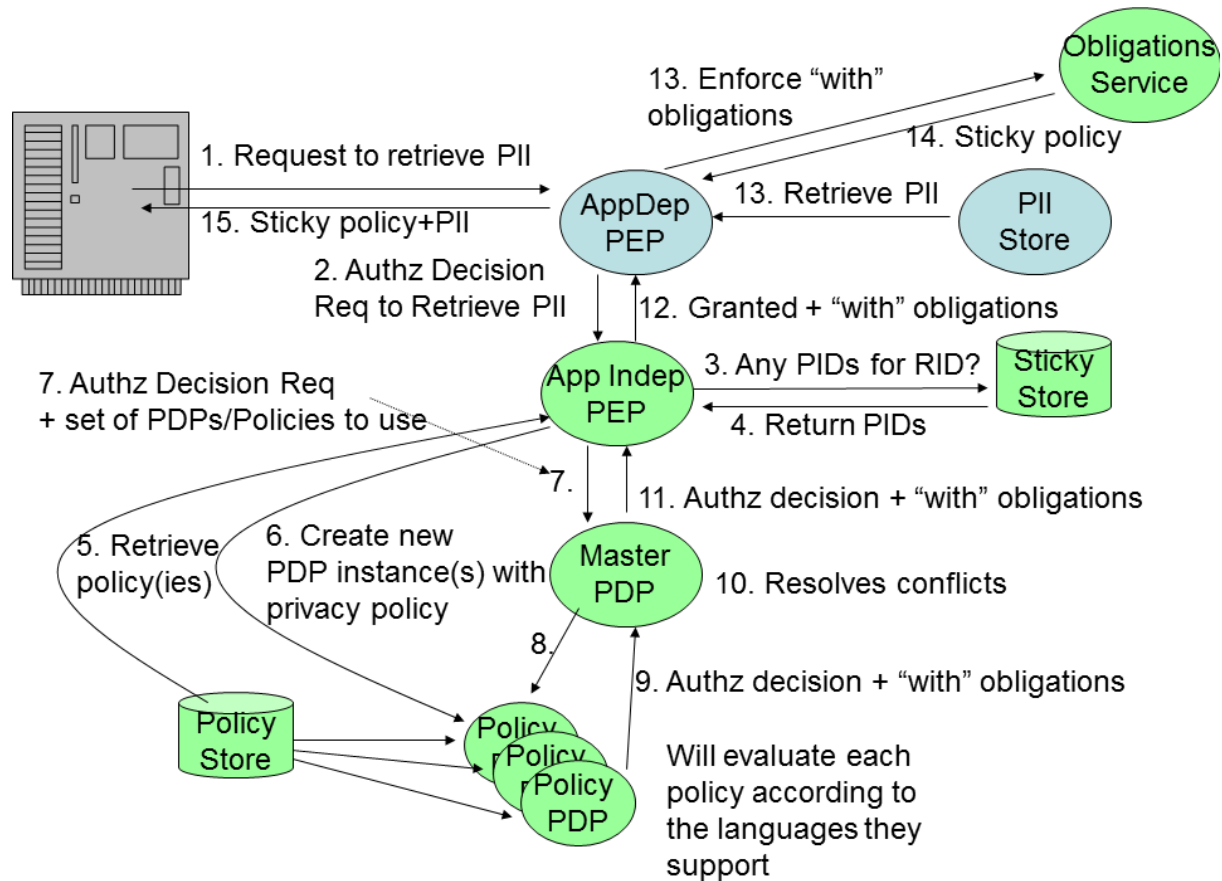 Obligations
Service
13. Enforce “with”
obligations
14. Sticky policy
1. Request to retrieve PII
13. Retrieve PII
AppDep
PEP
PII
Store
15. Sticky policy+PII
2. Authz Decision
Req to Retrieve PII
12. Granted + “with” obligations
3. Any PIDs for RID?
Sticky
Store
App Indep
PEP
4. Return PIDs
7. Authz Decision Req
+ set of PDPs/Policies to use
7.
11. Authz decision + “with” obligations
5. Retrieve
policy(ies)
6. Create new
PDP instance(s) with
privacy policy
Master
PDP
10. Resolves conflicts
8.
9. Authz decision + “with” obligations
Policy
Store
Policy
Policy
Policy
PDP
Will evaluate each
policy according to
the languages they
support